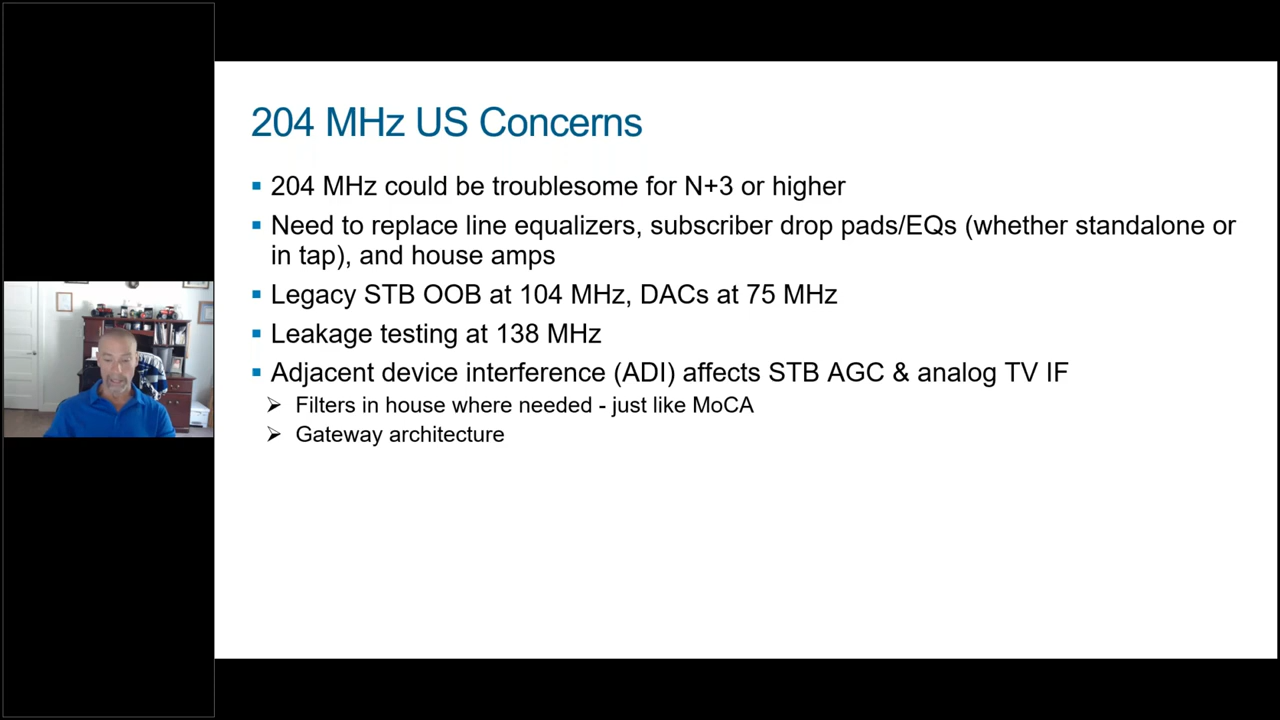 204 MHz US Concerns
204 MHz could be troublesome for N+3 or higher
Need to replace line equalizers, subscriber drop pads/EQs (whether standalone or
in tap), and house amps
Legacy STB OOB at 104 MHz, DACs at 75 MHz
Leakage testing at 138 MHz
Adjacent device interference (ADI) affects STB AGC & analog TV IF
Filters in house where needed - just like MoCA
Gateway architecture